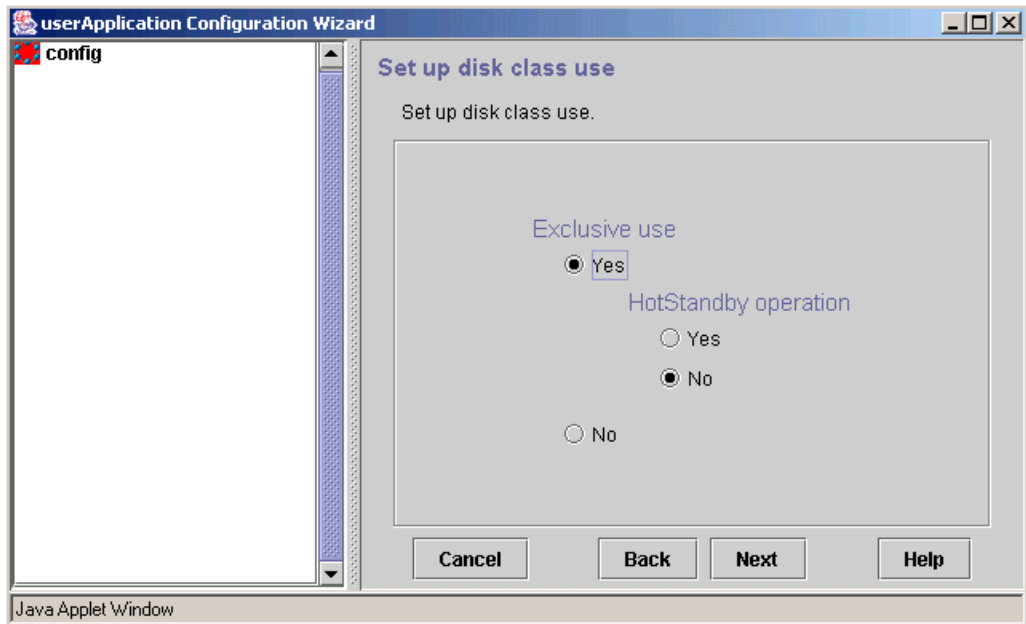 userApplication Configuration Wizard
config
Set up disk class use
Set up disk class use.
Exclusive use
Yes
HotStandby operation
Yes
No
No
Cancel Back Next Help
Java Applet Window